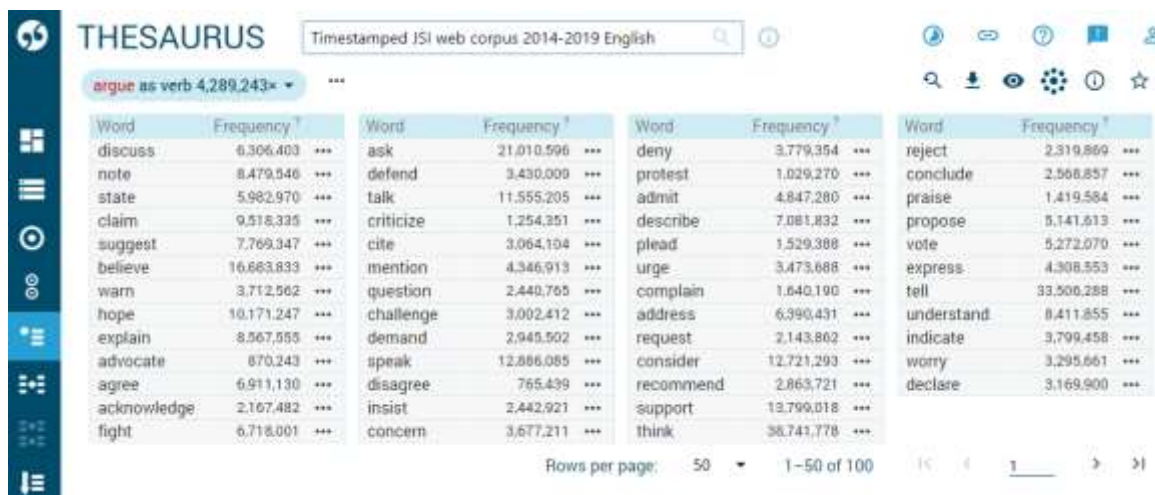 THESAURUS
Timestamped JSI web corpus 2014-2019 English
argue as verb 4,289,243×
Word Frequency Word Frequency Word Frequency Word Frequency
discuss 6,306,403 ask 21,010,596 deny 3,779,354 reject 2,319,869
note 8,479,546 defend 3,430,009 protest 1,029,270 conclude 2,568,857
state 5,982,970 talk 11,555,205 admit 4,847,280 praise 1,419,584
claim 9,518,335 criticize 1,254,351 describe 7,081,832 propose 5,141,613
suggest 7,769,347 cite 3,064,104 plead 1,529,388 vote 5,272,070
believe 16,683,833 mention 4,346,913 urge 3,473,688 express 4,308,553
warn 3,712,562 question 2,440,765 complain 1,640,190 tell 33,506,288
hope 10,171,247 challenge 3,002,412 address 6,390,431 understand 8,411,855
explain 8,567,555 demand 2,945,502 request 2,143,862 indicate 3,799,458
advocate 870,243 speak 12,886,085 consider 12,721,293 worry 3,295,661
agree 6,911,130 disagree 765,439 recommend 2,863,721 declare 3,169,900
acknowledge 2,167,482 insist 2,442,921 support 13,799,018
fight 6,718,001 concern 3,677,211 think 38,741,778
Rows per page: 50 1–50 of 100 1